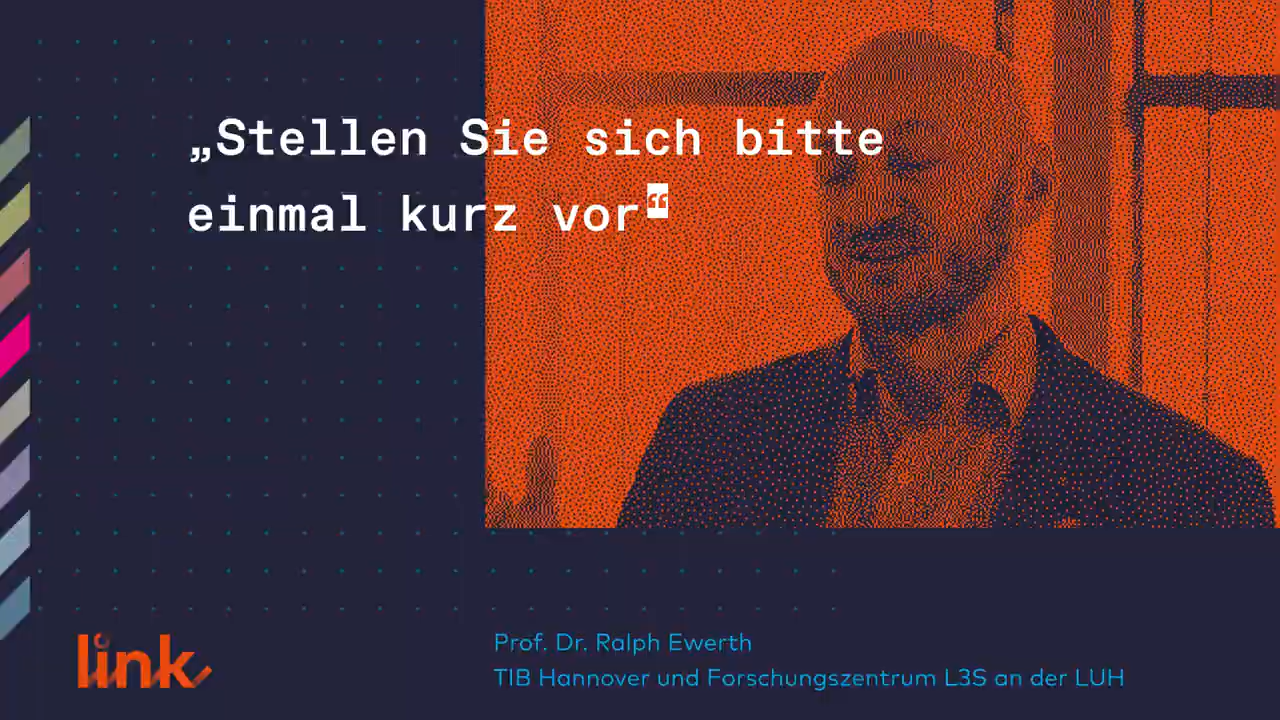 „Stellen Sie sich bitte
einmal kurz vor“
link
Prof. Dr. Ralph Ewerth
TIB Hannover und Forschungszentrum L3S an der LUH